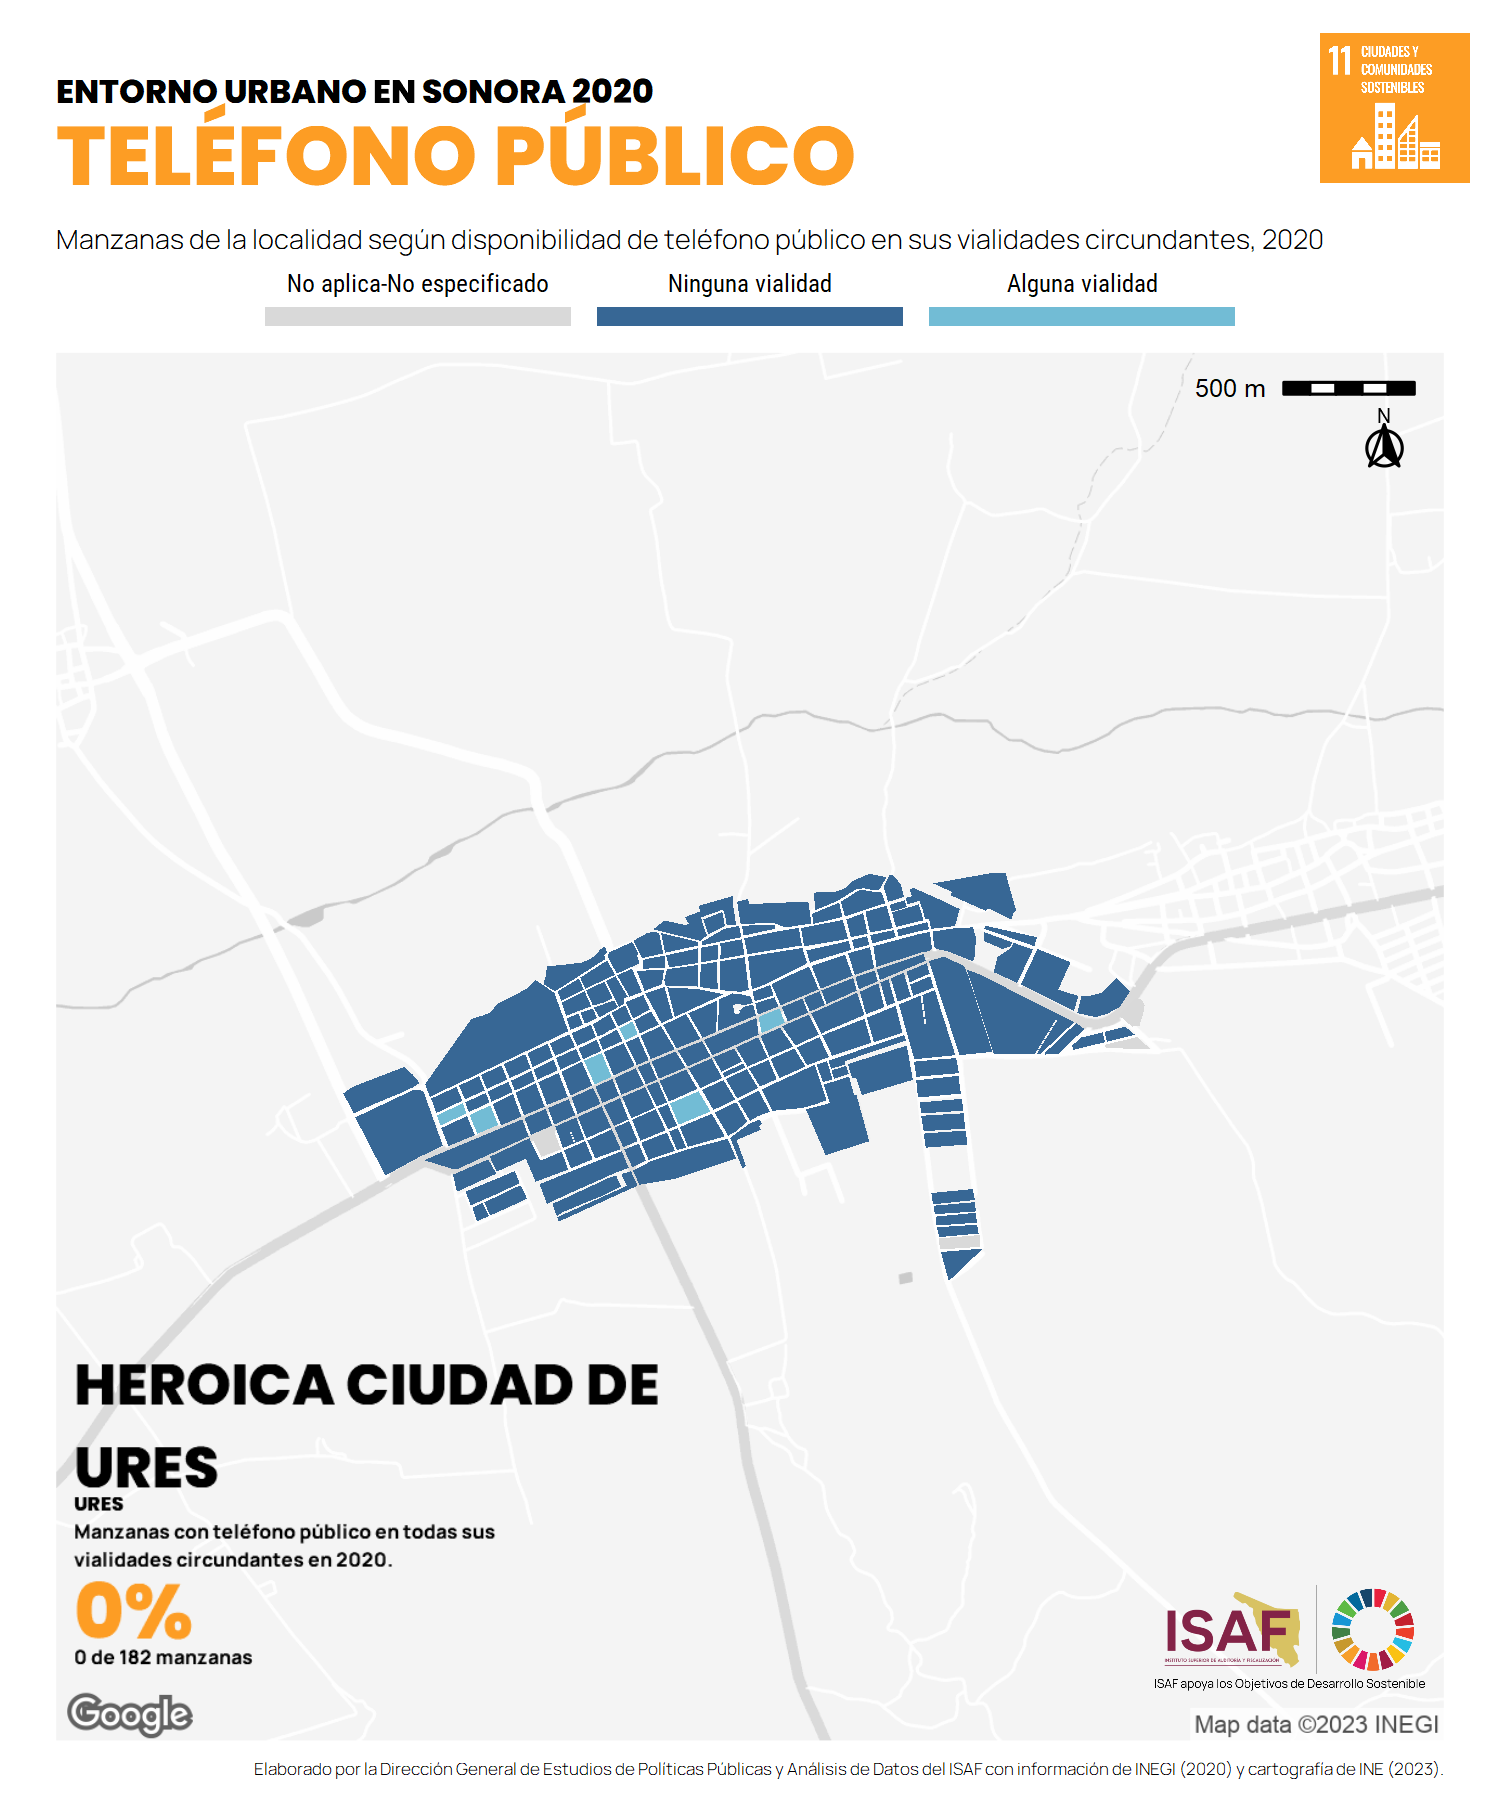 ENTORNO URBANO EN SONORA 2020
TELÉFONO PÚBLICO
11 CIUDADES Y
COMUNIDADES
SOSTENIBLES
Manzanas de la localidad según disponibilidad de teléfono público en sus vialidades circundantes, 2020
No aplica-No especificado
Ninguna vialidad
Alguna vialidad
500 m
N
HEROICA CIUDAD DE
URES
URES
Manzanas con teléfono público en todas sus
vialidades circundantes en 2020.
0%
0 de 182 manzanas
Google
ISAF
INSTITUTO SUPERIOR DE AUDITORÍA Y FISCALIZACIÓN
ISAF apoya los Objetivos de Desarrollo Sostenible
Map data ©2023 INEGI
Elaborado por la Dirección General de Estudios de Políticas Públicas y Análisis de Datos del ISAF con información de INEGI (2020) y cartografía de INE (2023).